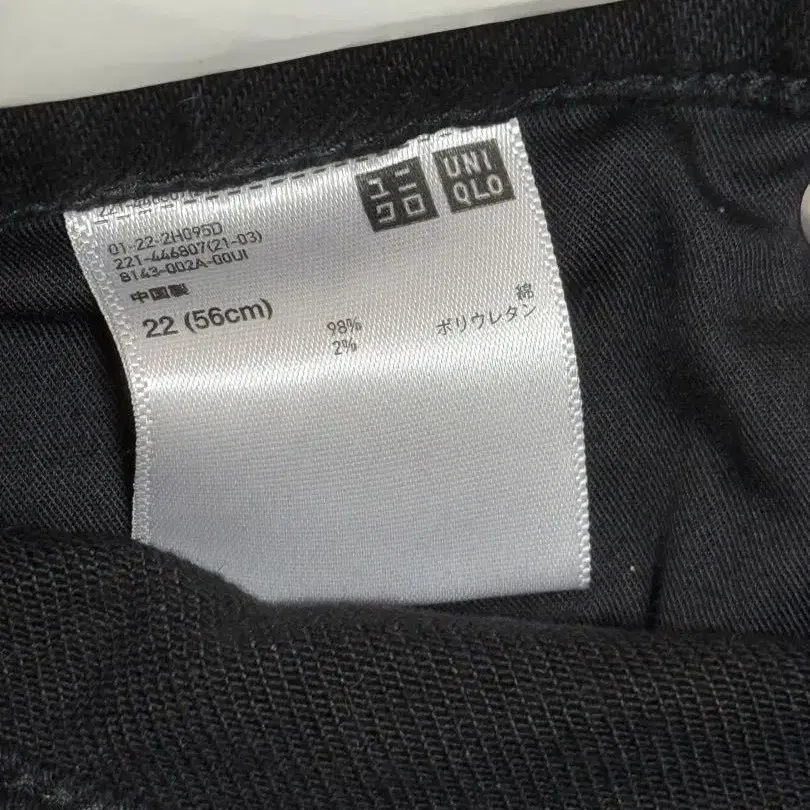 ユニ
クロ
UNI
QLO
01-22-2H095D
221-446807(21-03)
8143-002A-00UI
中国製
22 (56cm)
綿
98%
ポリウレタン
2%